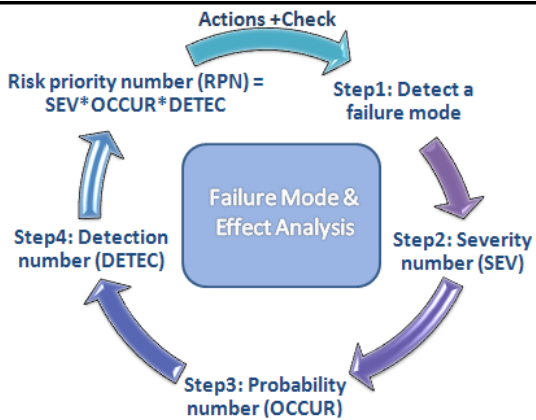 Actions +Check
Risk priority number (RPN) =
SEV*OCCUR*DETEC
Step1: Detect a
failure mode
Failure Mode &
Effect Analysis
Step2: Severity
number (SEV)
Step4: Detection
number (DETEC)
Step3: Probability
number (OCCUR)